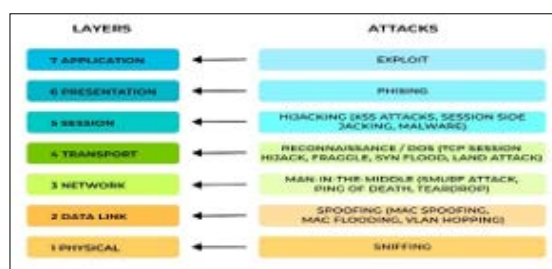 LAYERS
ATTACKS
7 APPLICATION
EXPLOIT
6 PRESENTATION
PHISING
5 SESSION
HIJACKING (XSS ATTACKS, SESSION SIDE
JACKING, MALWARE)
4 TRANSPORT
RECONNAISSANCE / DOS (TCP SESSION
HIJACK, FRAGGLE, SYN FLOOD, LAND ATTACK)
3 NETWORK
MAN-IN-THE-MIDDLE (SMURF ATTACK,
PING OF DEATH, TEARDROP)
2 DATA LINK
SPOOFING (MAC SPOOFING,
MAC FLOODING, VLAN HOPPING)
1 PHYSICAL
SNIFFING